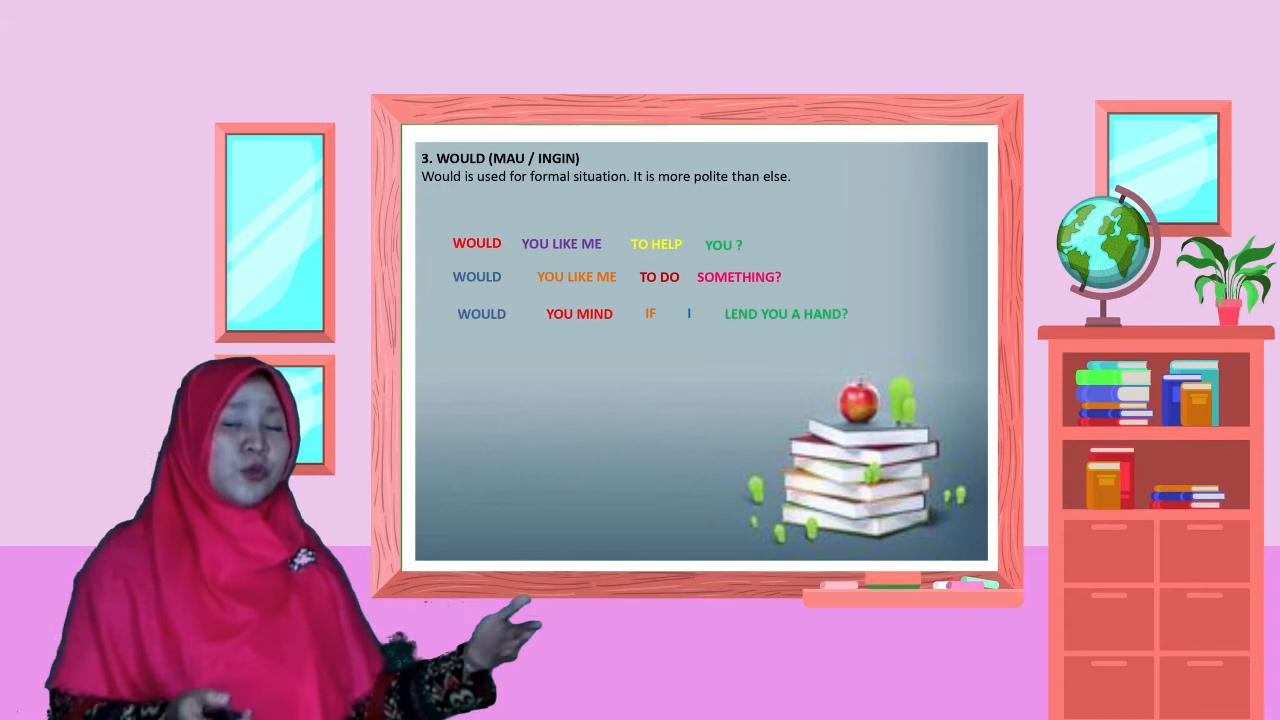 3. WOULD (MAU / INGIN)
Would is used for formal situation. It is more polite than else.
WOULD YOU LIKE ME TO HELP YOU ?
WOULD YOU LIKE ME TO DO SOMETHING?
WOULD YOU MIND IF I LEND YOU A HAND?